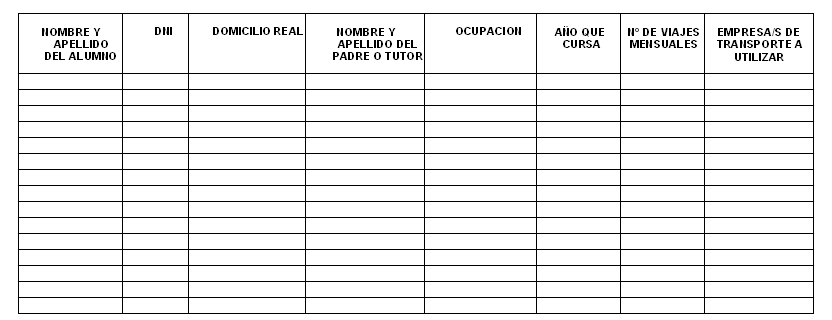 NOMBRE Y
APELLIDO
DEL ALUMNO
DNI
DOMICILIO REAL
NOMBRE Y
APELLIDO DEL
PADRE O TUTOR
OCUPACION
AÑO QUE
CURSA
Nº DE VIAJES
MENSUALES
EMPRESA/S DE
TRANSPORTE A
UTILIZAR